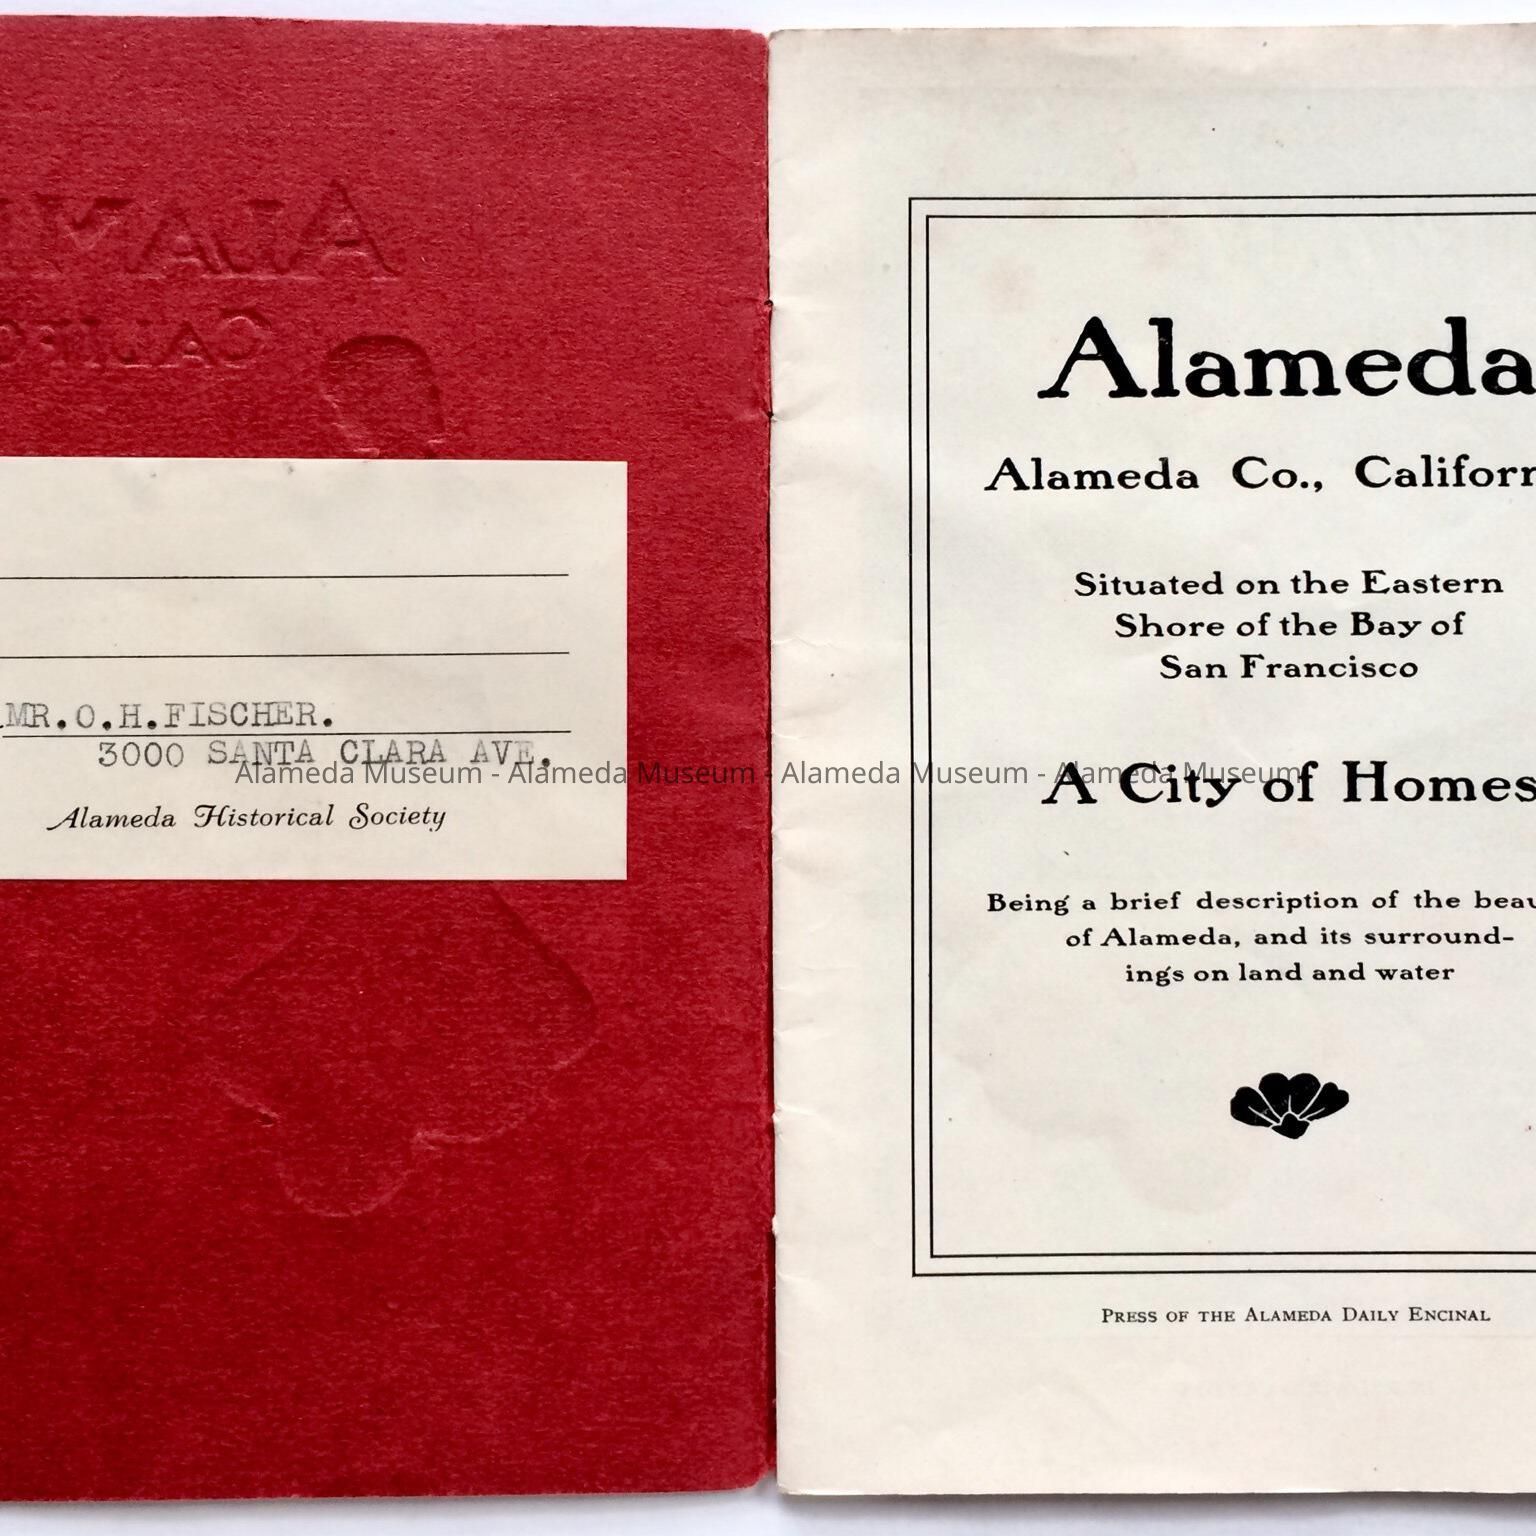 MR.O.H.FISCHER.
3000 SANTA CLARA AVE.
Alameda Historical Society
Alameda
Alameda Co., Californ
Situated on the Eastern
Shore of the Bay of
San Francisco
A City of Homes
Being a brief description of the beau
of Alameda, and its surround-
ings on land and water
PRESS OF THE ALAMEDA DAILY ENCINAL
Alameda Museum - Alameda Museum - Alameda Museum - Alameda Museum